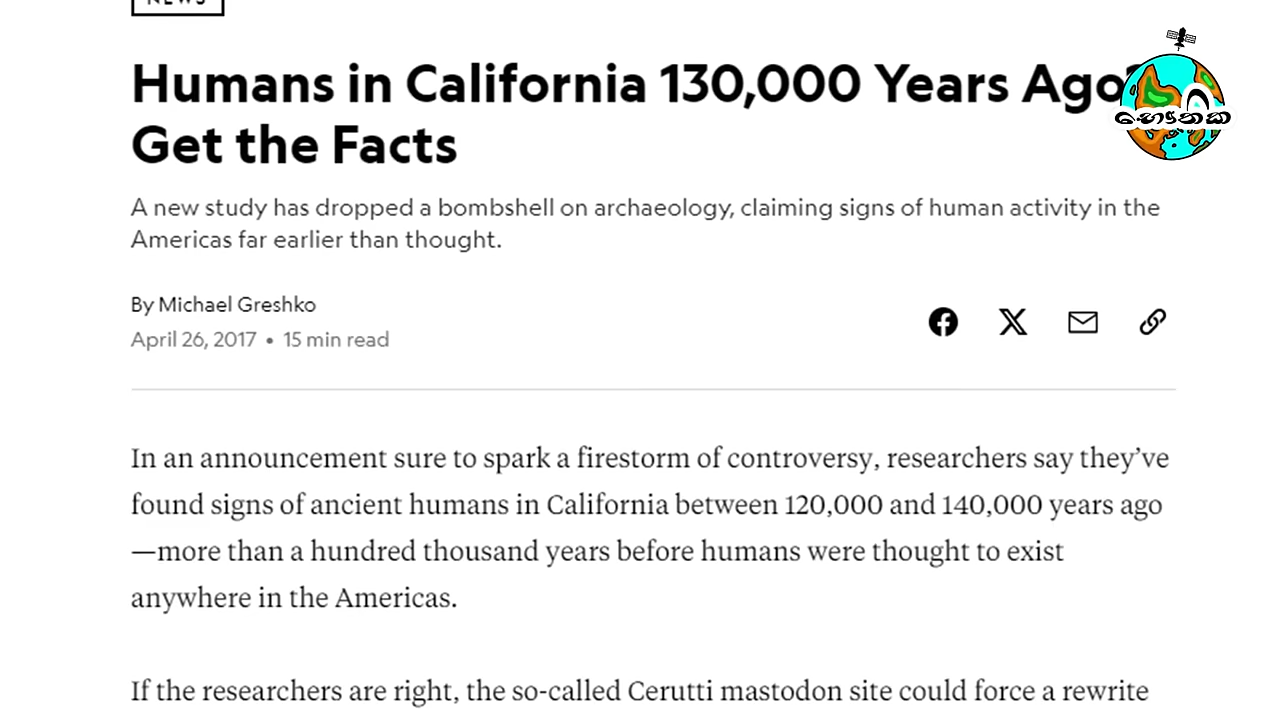 NEWS
Humans in California 130,000 Years Ago?
Get the Facts
A new study has dropped a bombshell on archaeology, claiming signs of human activity in the
Americas far earlier than thought.
By Michael Greshko
April 26, 2017 • 15 min read
In an announcement sure to spark a firestorm of controversy, researchers say they’ve
found signs of ancient humans in California between 120,000 and 140,000 years ago
—more than a hundred thousand years before humans were thought to exist
anywhere in the Americas.
If the researchers are right, the so-called Cerutti mastodon site could force a rewrite
භෞතික